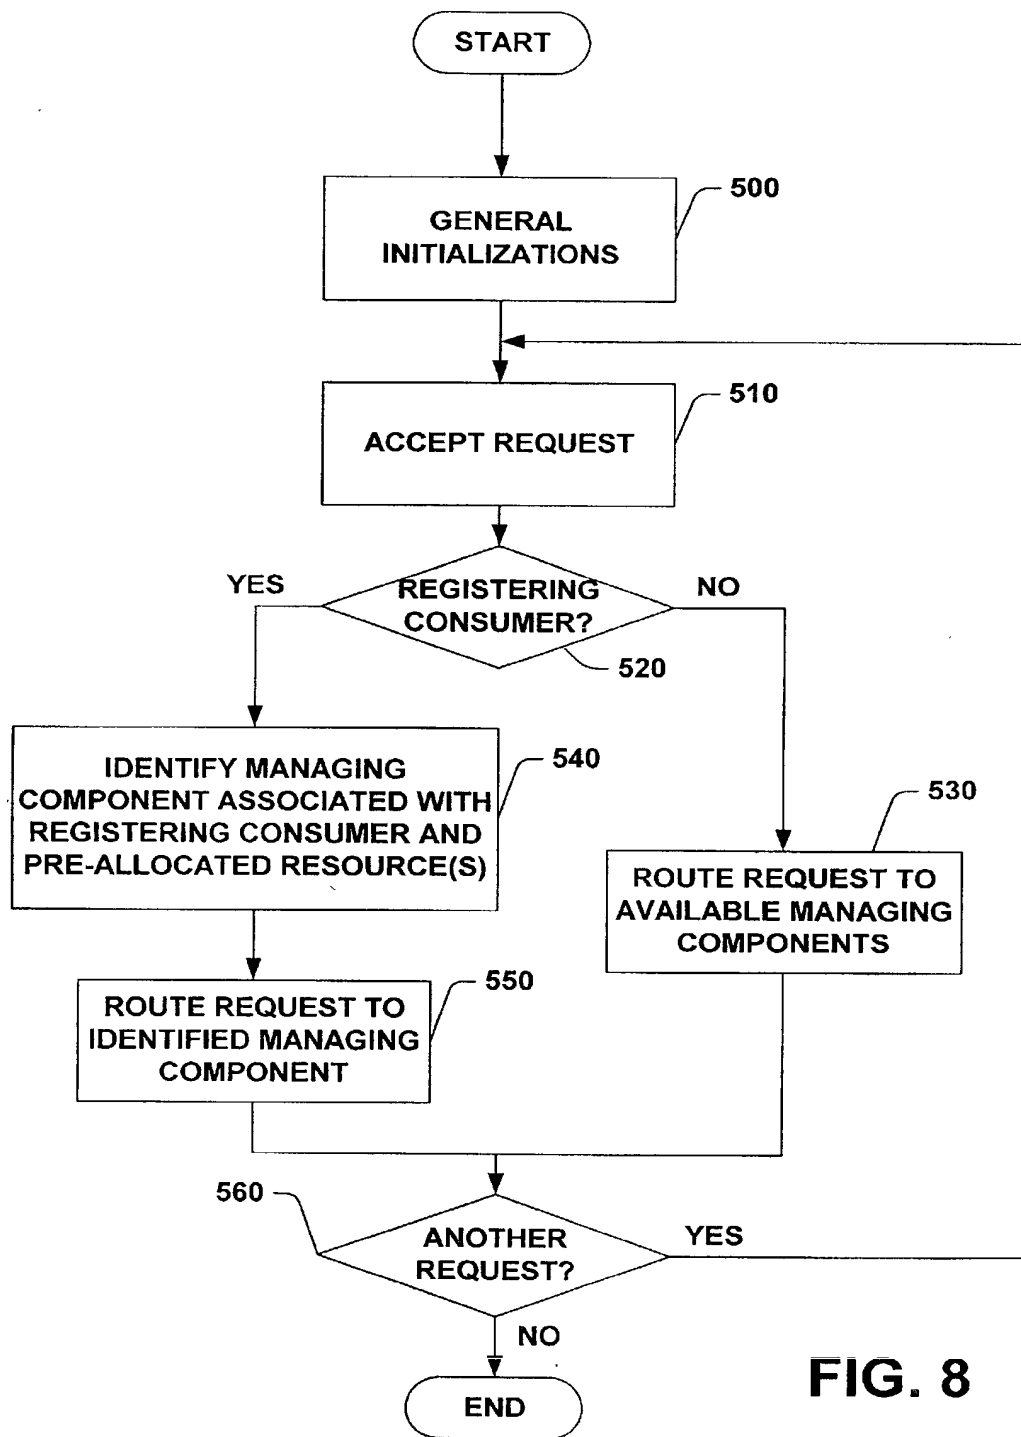 START
500
GENERAL
INITIALIZATIONS
510
ACCEPT REQUEST
YES
REGISTERING
CONSUMER?
NO
520
540
IDENTIFY MANAGING
COMPONENT ASSOCIATED WITH
REGISTERING CONSUMER AND
PRE-ALLOCATED RESOURCE(S)
530
ROUTE REQUEST TO
AVAILABLE MANAGING
COMPONENTS
550
ROUTE REQUEST TO
IDENTIFIED MANAGING
COMPONENT
560
ANOTHER
REQUEST?
YES
NO
END
FIG. 8